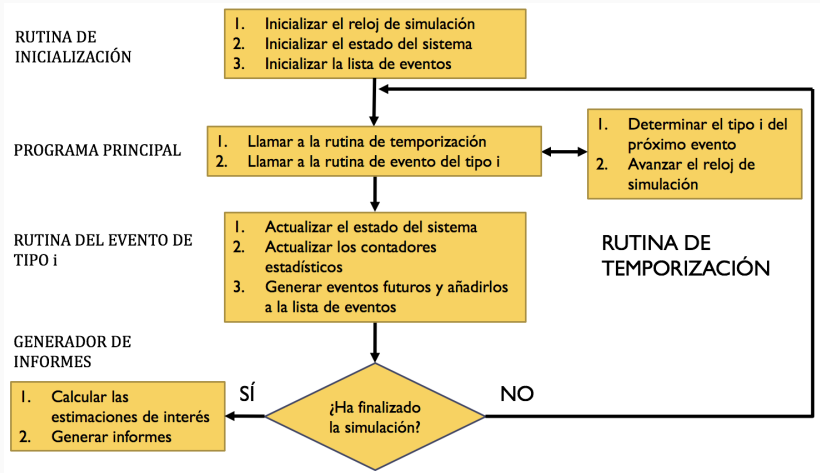 RUTINA DE
INICIALIZACIÓN
1. Inicializar el reloj de simulación
2. Inicializar el estado del sistema
3. Inicializar la lista de eventos
PROGRAMA PRINCIPAL
1. Llamar a la rutina de temporización
2. Llamar a la rutina de evento del tipo i
1. Determinar el tipo i del
próximo evento
2. Avanzar el reloj de
simulación
RUTINA DEL EVENTO DE
TIPO i
1. Actualizar el estado del sistema
2. Actualizar los contadores
estadísticos
3. Generar eventos futuros y añadirlos
a la lista de eventos
RUTINA DE
TEMPORIZACIÓN
GENERADOR DE
INFORMES
1. Calcular las
estimaciones de interés
2. Generar informes
SÍ
¿Ha finalizado
la simulación?
NO